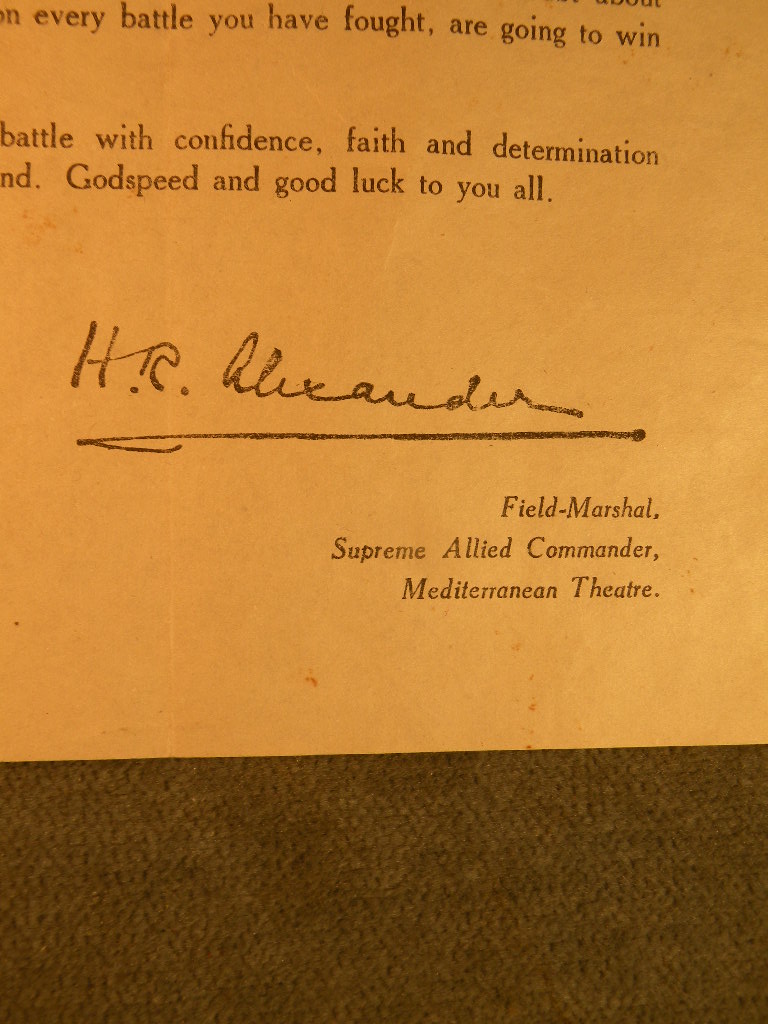 on every battle you have fought, are going to win
battle with confidence, faith and determination
nd. Godspeed and good luck to you all.
H.R. Alexander
Field-Marshal,
Supreme Allied Commander,
Mediterranean Theatre.